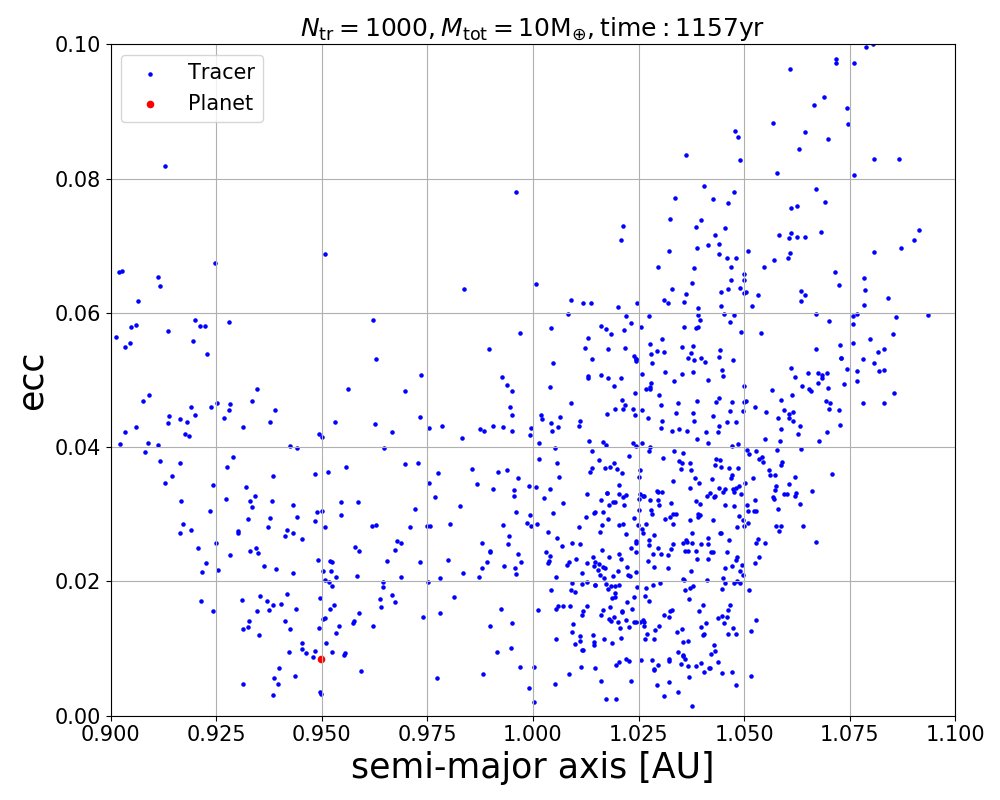 N_tr = 1000, M_tot = 10M_⊕, time : 1157yr
Tracer
Planet
ecc
0.10
0.08
0.06
0.04
0.02
0.00
0.900 0.925 0.950 0.975 1.000 1.025 1.050 1.075 1.100
semi-major axis [AU]